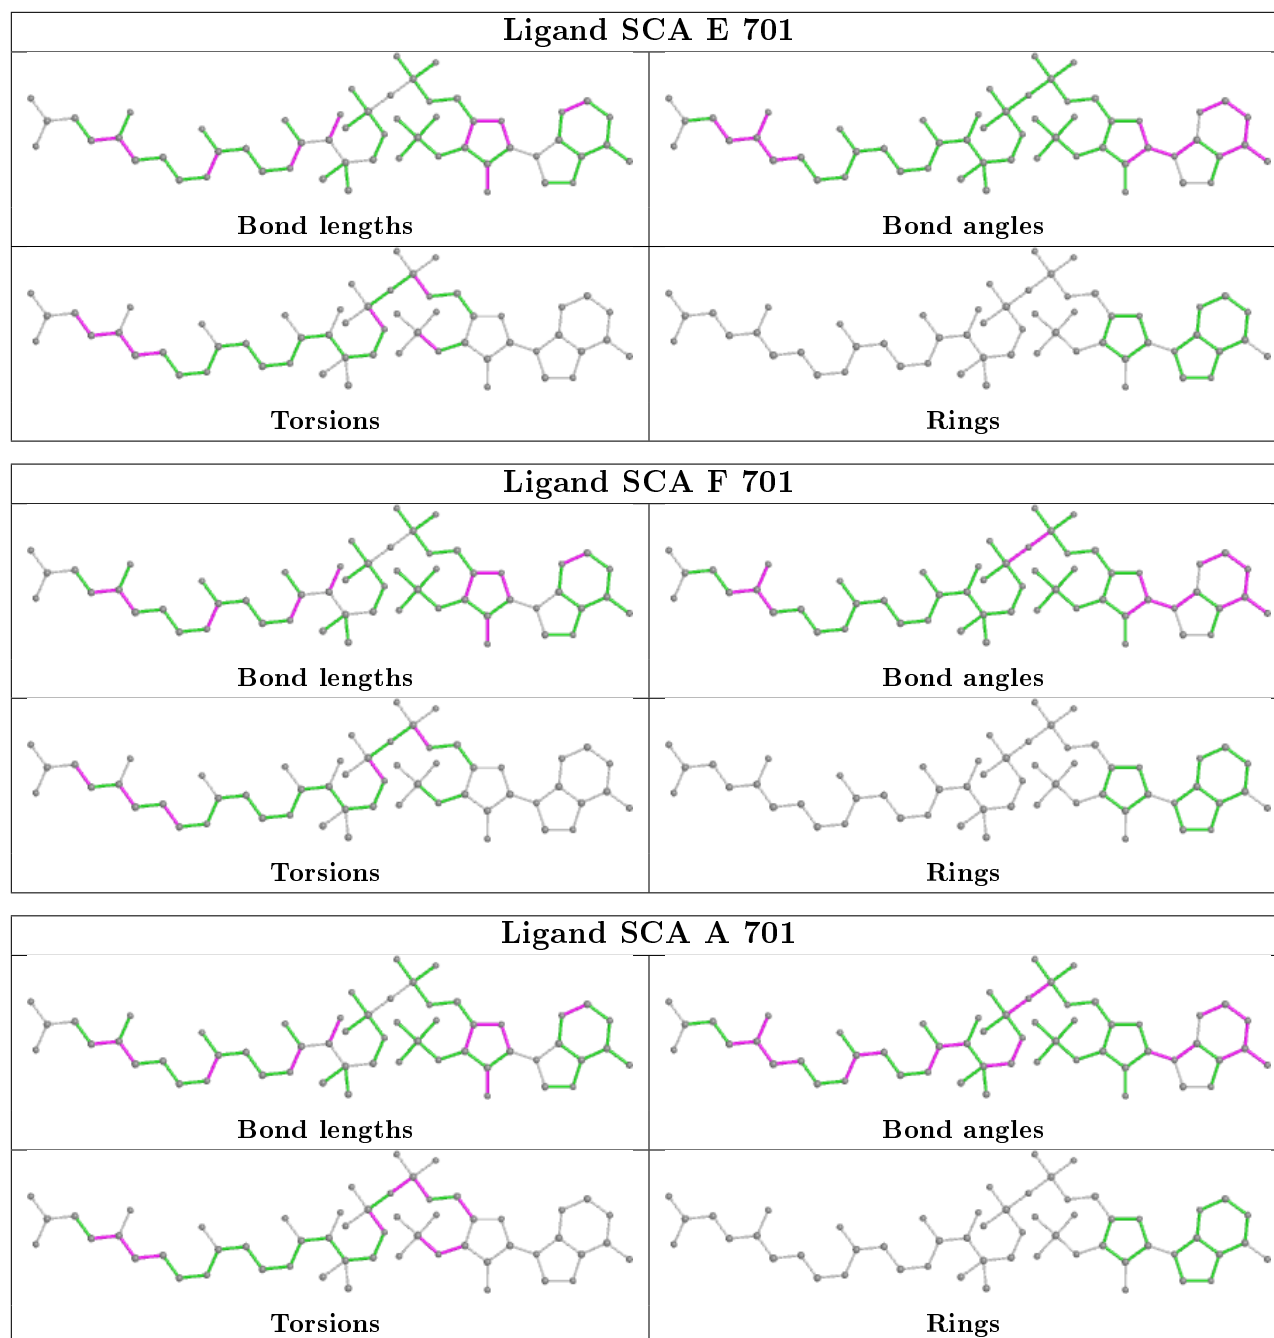 Ligand SCA E 701
Bond lengths
Bond angles
Torsions
Rings
Ligand SCA F 701
Bond lengths
Bond angles
Torsions
Rings
Ligand SCA A 701
Bond lengths
Bond angles
Torsions
Rings